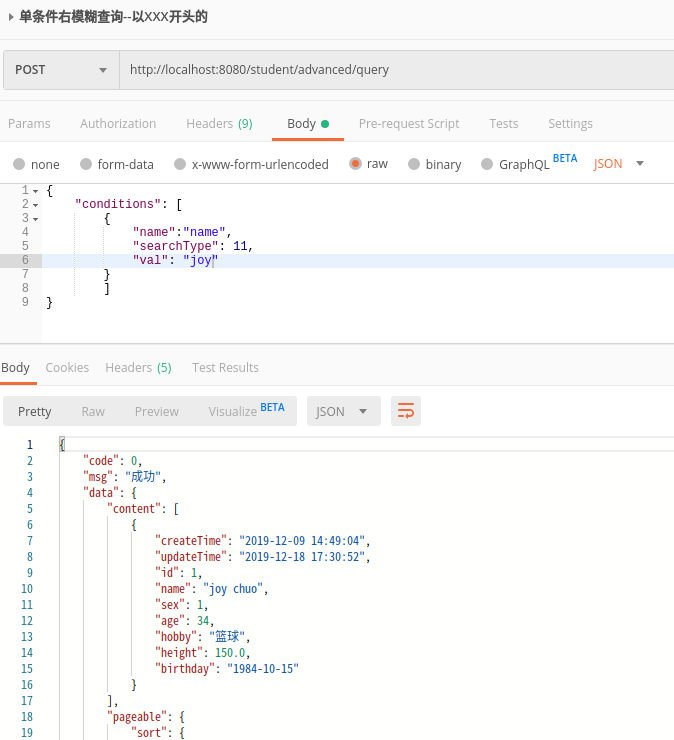 单条件右模糊查询--以XXX开头的
POST http://localhost:8080/student/advanced/query
Params Authorization Headers (9) Body Pre-request Script Tests Settings
none form-data x-www-form-urlencoded raw binary GraphQL BETA JSON
1 {
2 "conditions": [
3 {
4 "name":"name",
5 "searchType": 11,
6 "val": "joy"
7 }
8 ]
9 }
Body Cookies Headers (5) Test Results
Pretty Raw Preview Visualize BETA JSON
1 {
2 "code": 0,
3 "msg": "成功",
4 "data": {
5 "content": [
6 {
7 "createTime": "2019-12-09 14:49:04",
8 "updateTime": "2019-12-18 17:30:52",
9 "id": 1,
10 "name": "joy chuo",
11 "sex": 1,
12 "age": 34,
13 "hobby": "篮球",
14 "height": 150.0,
15 "birthday": "1984-10-15"
16 }
17 ],
18 "pageable": {
19 "sort": {